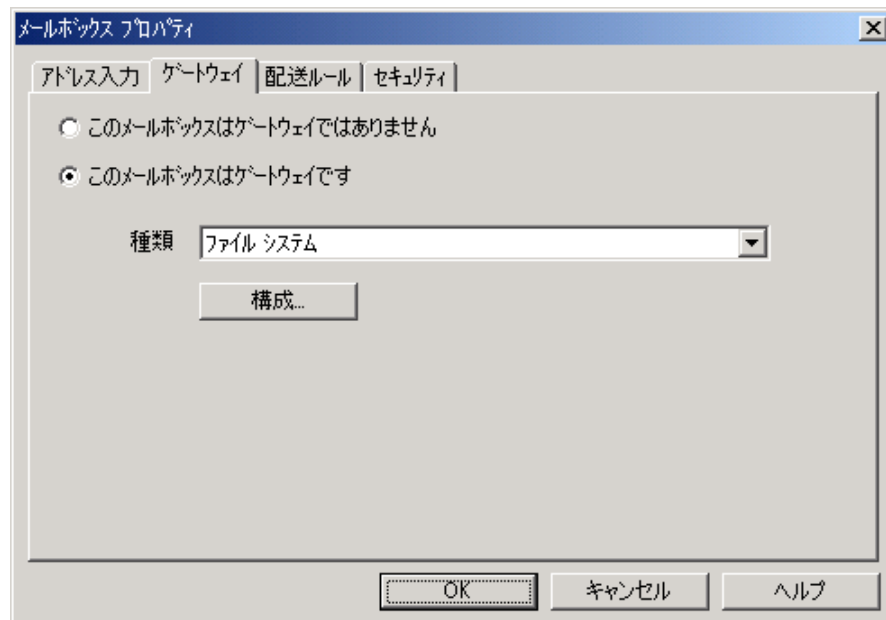 メールボックス プロパティ
アドレス入力 ゲートウェイ 配送ルール セキュリティ
このメールボックスはゲートウェイではありません
このメールボックスはゲートウェイです
種類 ファイル システム
構成...
OK キャンセル ヘルプ